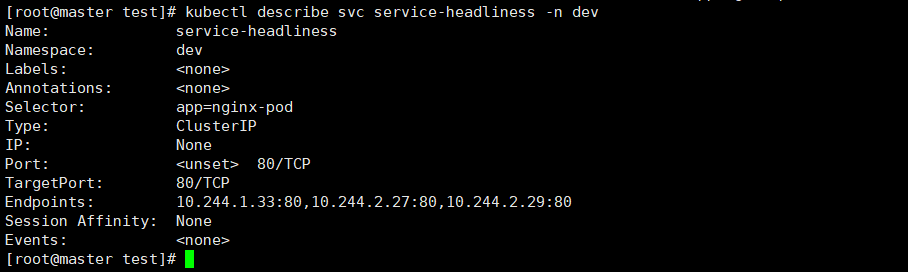 [root@master test]# kubectl describe svc service-headliness -n dev
Name:              service-headliness
Namespace:         dev
Labels:            <none>
Annotations:       <none>
Selector:          app=nginx-pod
Type:              ClusterIP
IP:                None
Port:              <unset>  80/TCP
TargetPort:        80/TCP
Endpoints:         10.244.1.33:80,10.244.2.27:80,10.244.2.29:80
Session Affinity:  None
Events:            <none>
[root@master test]#